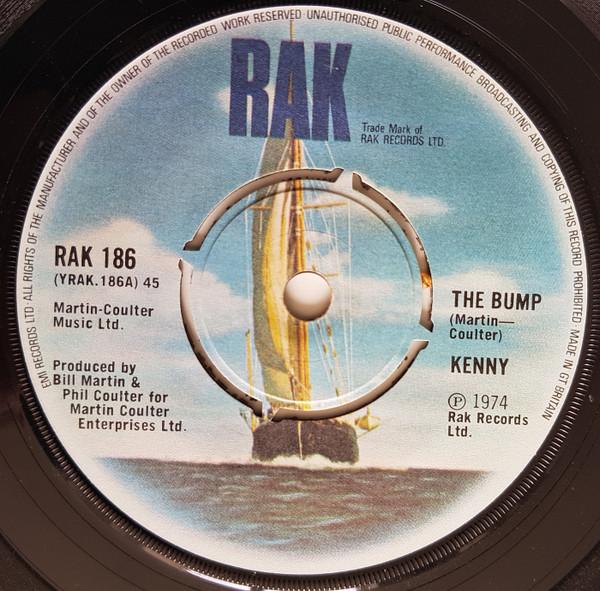 EMI RECORDS LTD · ALL RIGHTS OF THE MANUFACTURER AND OF THE OWNER OF THE RECORDED WORK RESERVED · UNAUTHORISED PUBLIC PERFORMANCE BROADCASTING AND COPYING OF THIS RECORD PROHIBITED · MADE IN GT BRITAIN
RAK
Trade Mark of
RAK RECORDS LTD.
RAK 186
(YRAK.186A) 45
Martin-Coulter
Music Ltd.
Produced by
Bill Martin &
Phil Coulter for
Martin Coulter
Enterprises Ltd.
THE BUMP
(Martin—
Coulter)
KENNY
Ⓟ 1974
Rak Records
Ltd.